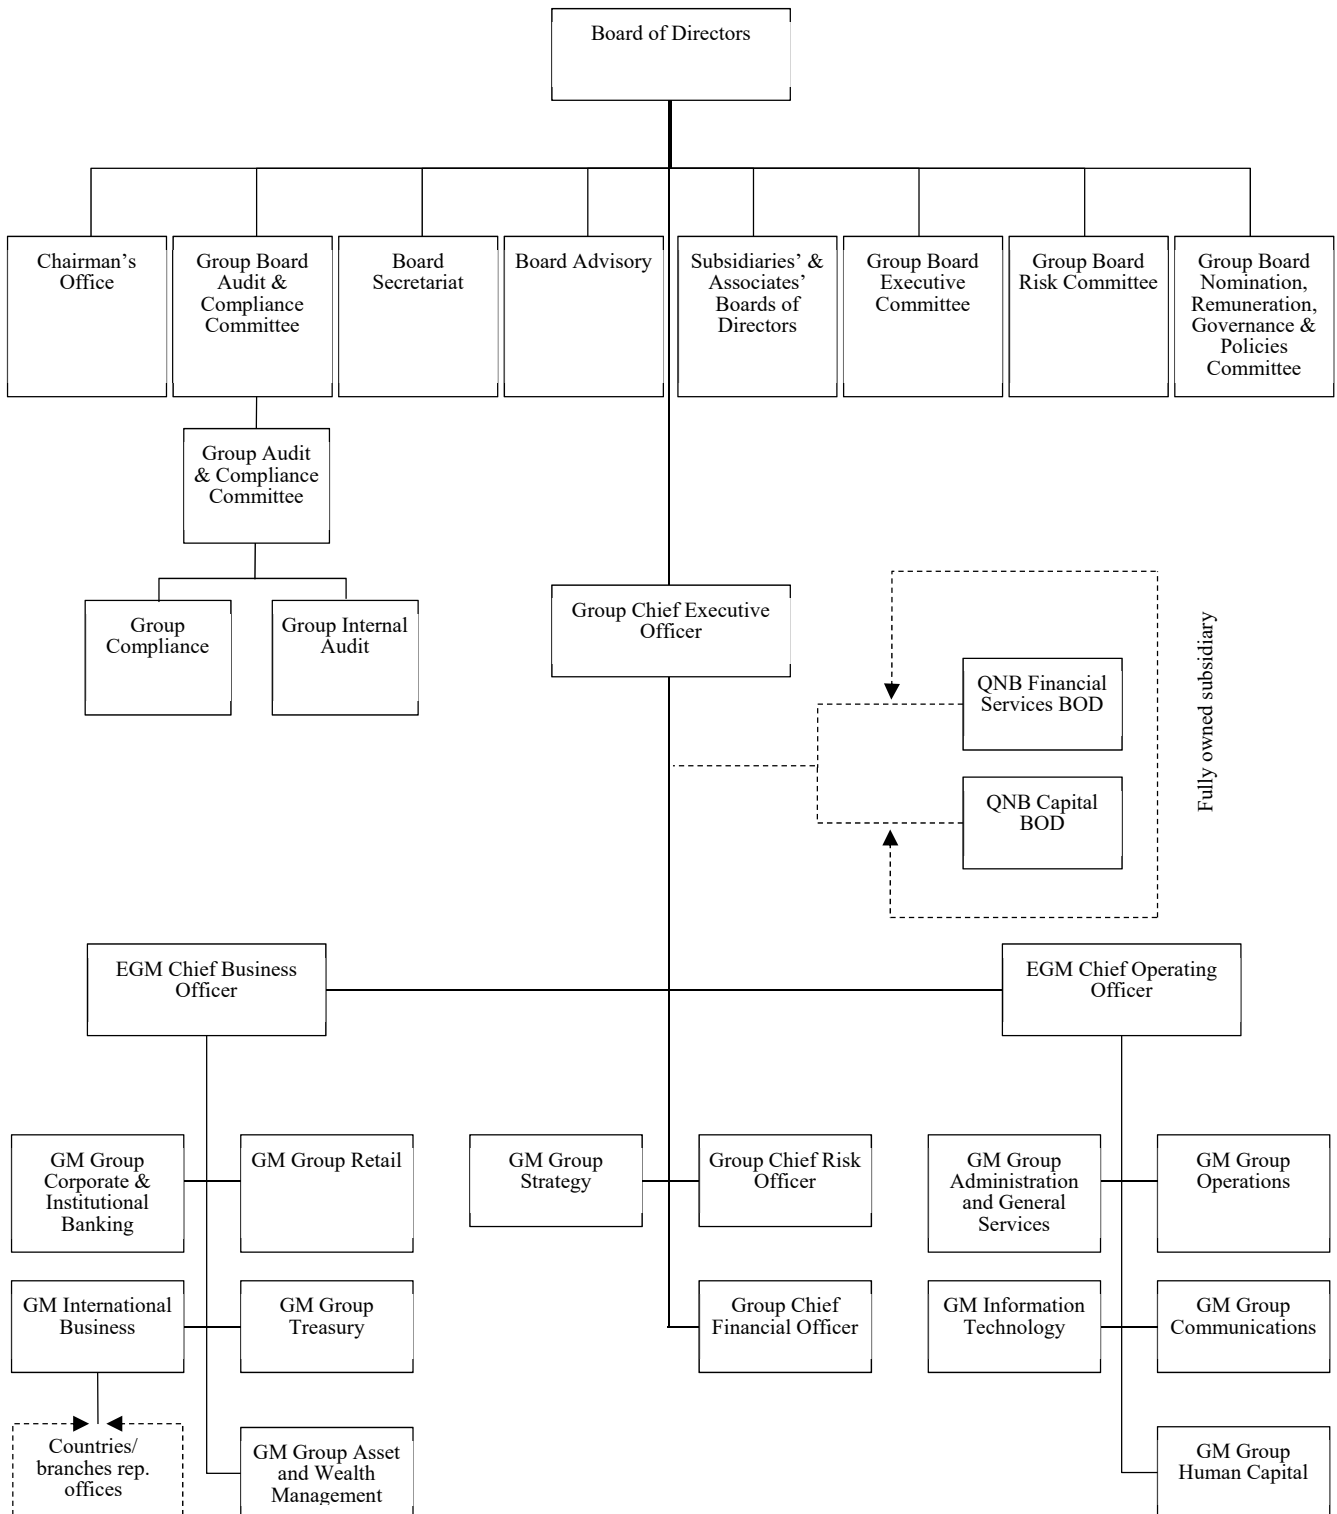 Board of Directors
Chairman's
Office
Group Board
Audit &
Compliance
Committee
Board
Secretariat
Board Advisory
Subsidiaries' &
Associates'
Boards of
Directors
Group Board
Executive
Committee
Group Board
Risk Committee
Group Board
Nomination,
Remuneration,
Governance &
Policies
Committee
Group Audit
& Compliance
Committee
Group
Compliance
Group Internal
Audit
Group Chief Executive
Officer
QNB Financial
Services BOD
QNB Capital
BOD
Fully owned subsidiary
EGM Chief Business
Officer
EGM Chief Operating
Officer
GM Group
Corporate &
Institutional
Banking
GM Group Retail
GM Group
Strategy
Group Chief Risk
Officer
GM Group
Administration
and General
Services
GM Group
Operations
GM International
Business
GM Group
Treasury
Group Chief
Financial Officer
GM Information
Technology
GM Group
Communications
Countries/
branches rep.
offices
GM Group Asset
and Wealth
Management
GM Group
Human Capital